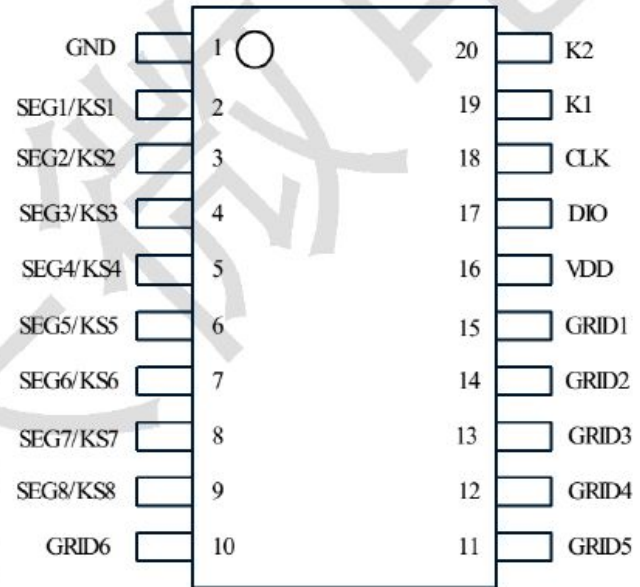 GND 1 20 K2
SEG1/KS1 2 19 K1
SEG2/KS2 3 18 CLK
SEG3/KS3 4 17 DIO
SEG4/KS4 5 16 VDD
SEG5/KS5 6 15 GRID1
SEG6/KS6 7 14 GRID2
SEG7/KS7 8 13 GRID3
SEG8/KS8 9 12 GRID4
GRID6 10 11 GRID5
微